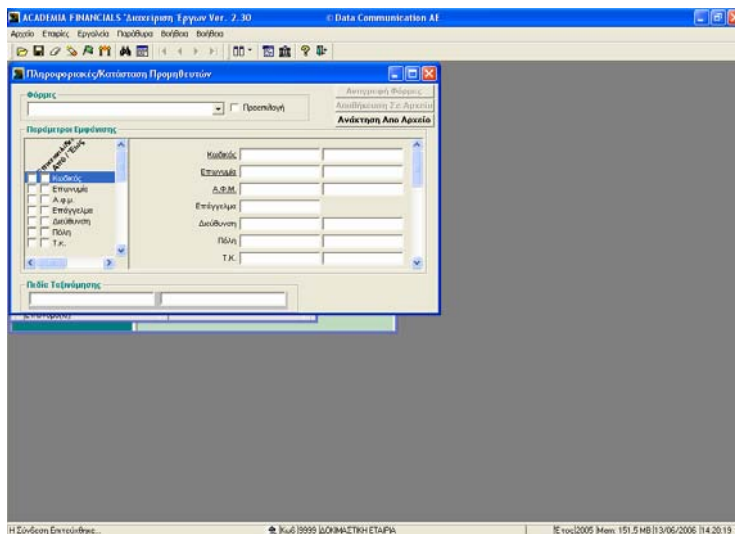 ACADEMIA FINANCIALS 'Διαχείριση Έργων Ver. 2.30 © Data Communication AE
Αρχείο Εταιρίες Εργαλεία Παράθυρα Βοήθεια Βοήθεια
Πληροφοριακές/Κατάσταση Προμηθευτών
Φόρμες
Προεπιλογή
Αντιγραφή Φόρμες
Αποθήκευση Σε Αρχείο
Ανάκτηση Απο Αρχείο
Παράμετροι Εμφάνισης
Από / Έως
Κωδικός
Επωνυμία
Α.φ.μ.
Επάγγελμα
Διεύθυνση
Πόλη
Τ.Κ.
Κωδικός
Επωνυμία
Α.Φ.Μ.
Επάγγελμα
Διεύθυνση
Πόλη
Τ.Κ.
Πεδία Ταξινόμησης
Η Σύνδεση Επιτεύχθηκε... Κωδ 9999 ΔΟΚΙΜΑΣΤΙΚΗ ΕΤΑΙΡΙΑ Έτος 2005 Mem: 151.5 MB 13/06/2006 14:20:19